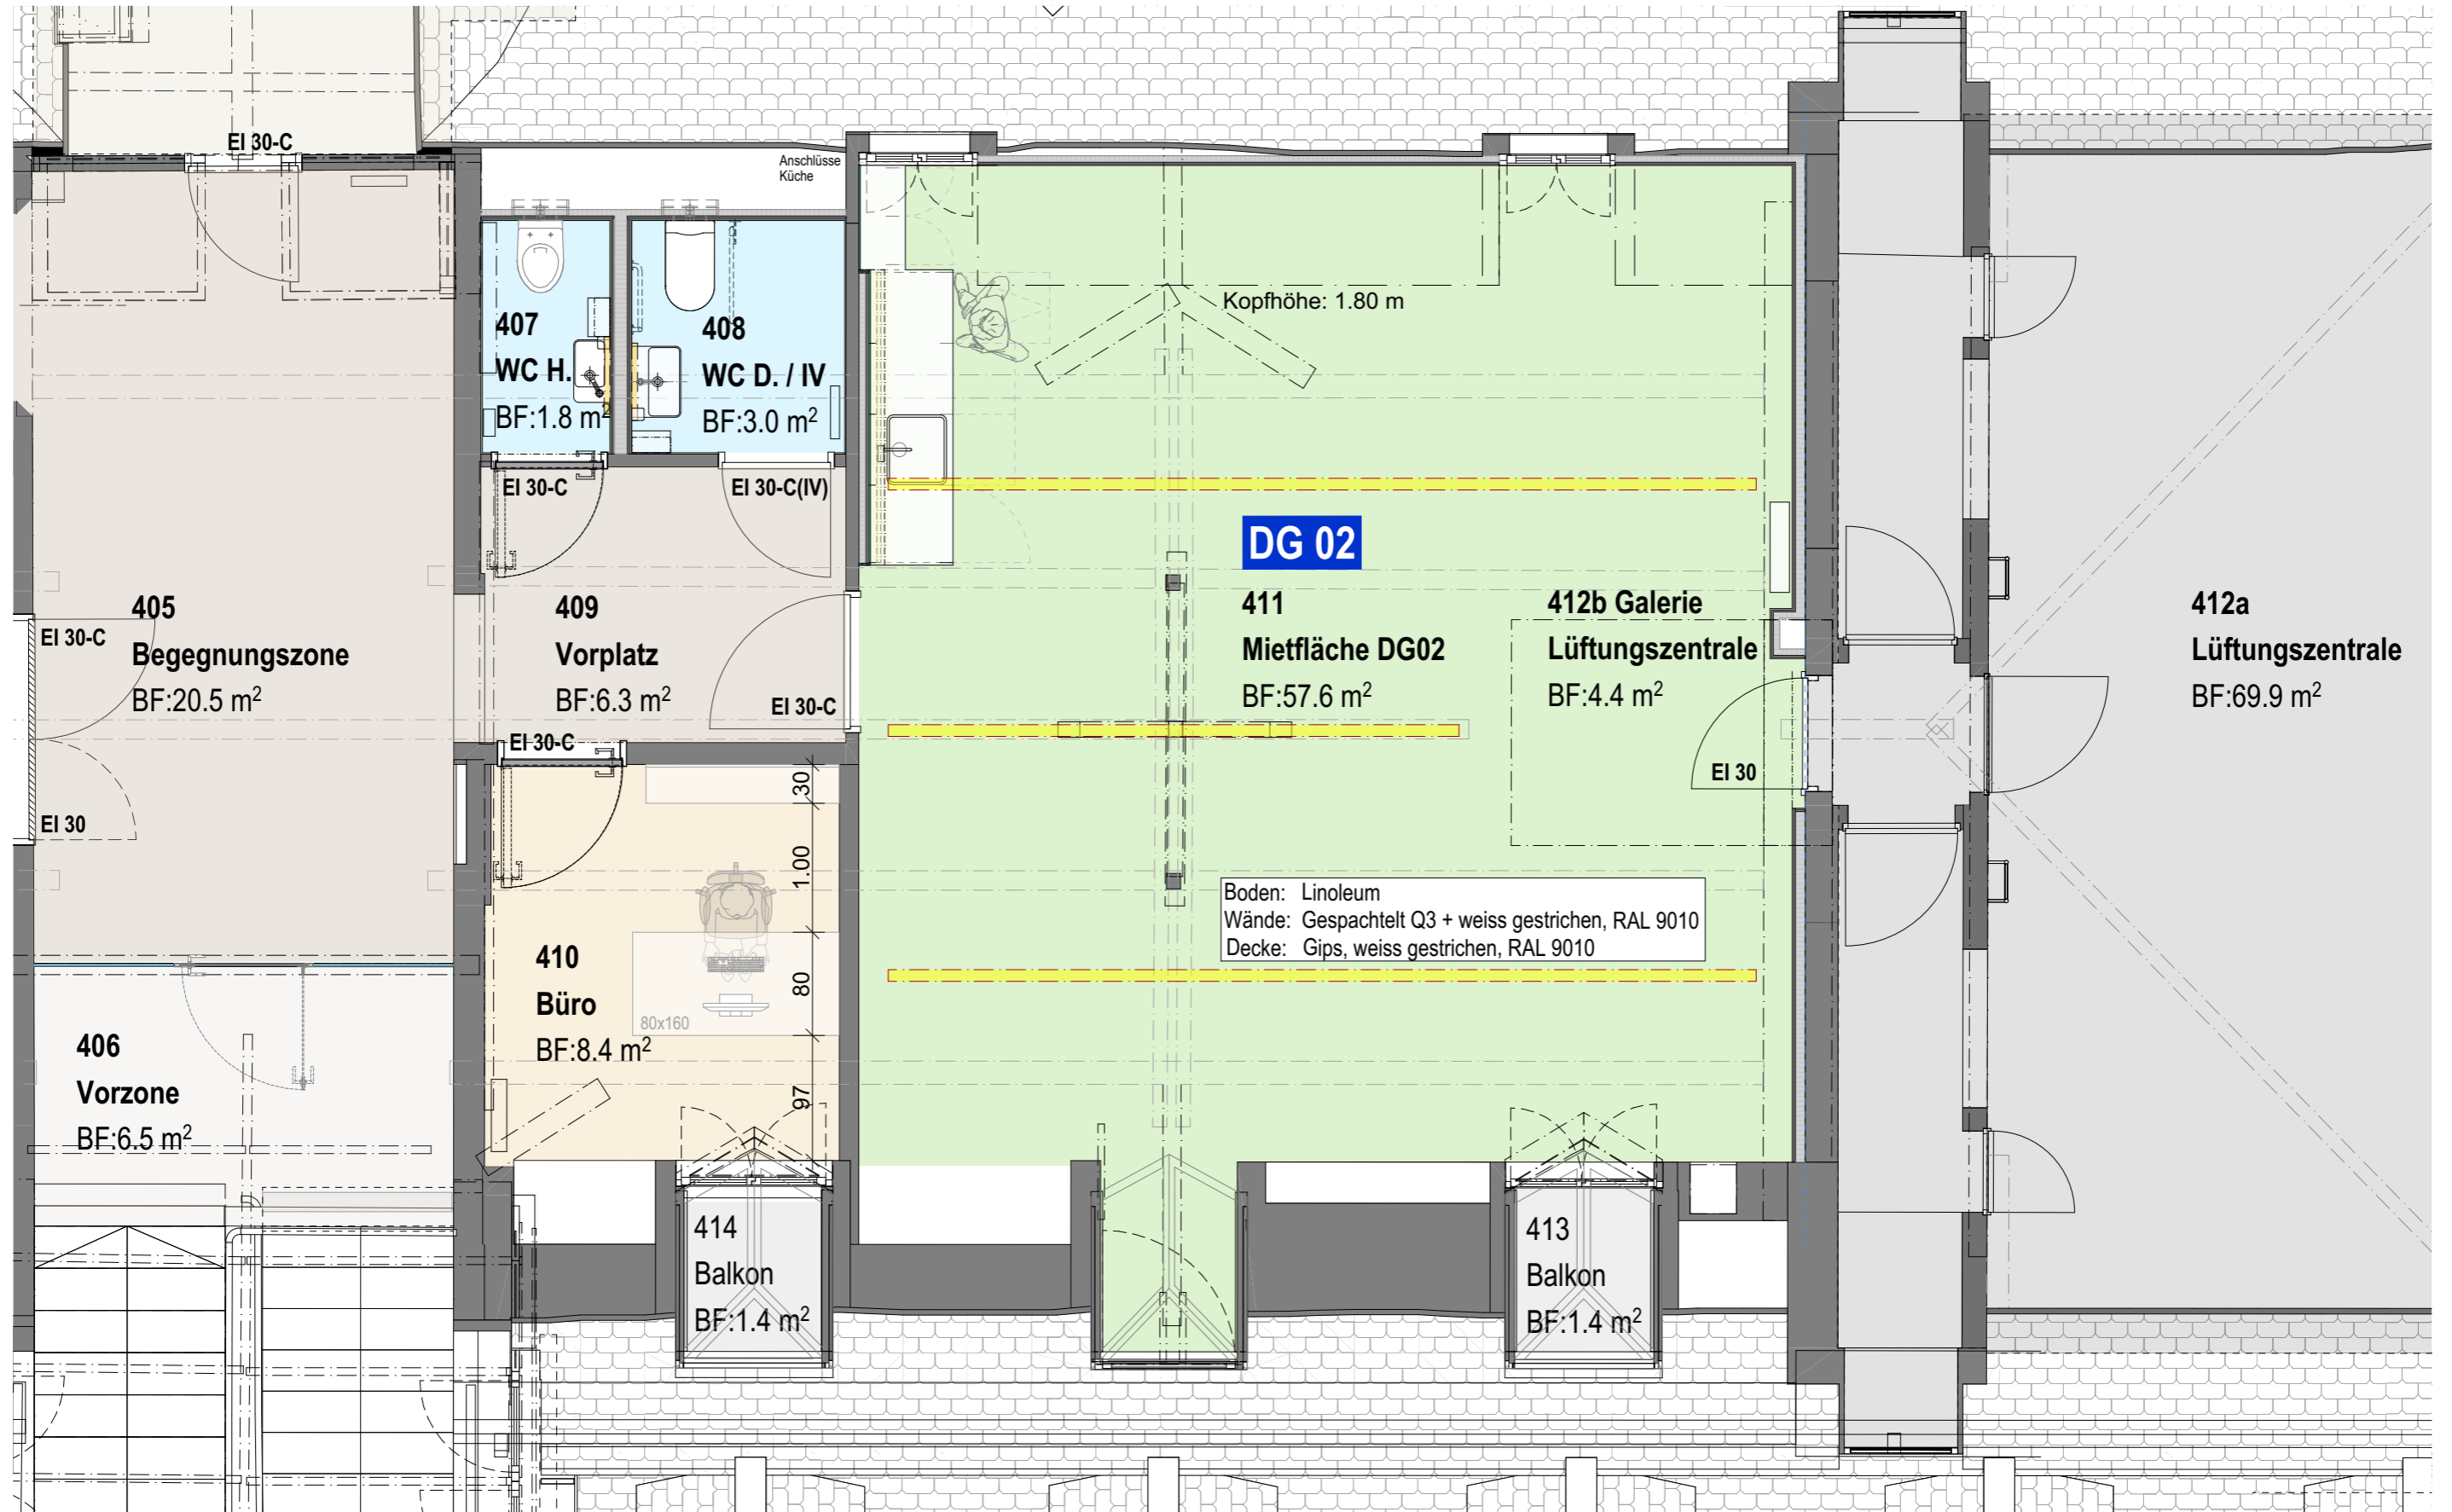 EI 30-C
Anschlüsse
Küche
407
WC H.
BF:1.8 m²
408
WC D. / IV
BF:3.0 m²
Kopfhöhe: 1.80 m
EI 30-C
EI 30-C(IV)
DG 02
405
Begegnungszone
BF:20.5 m²
EI 30-C
EI 30
409
Vorplatz
BF:6.3 m²
EI 30-C
EI 30-C
411
Mietfläche DG02
BF:57.6 m²
412b Galerie
Lüftungszentrale
BF:4.4 m²
EI 30
412a
Lüftungszentrale
BF:69.9 m²
30
1.00
80
97
Boden: Linoleum
Wände: Gespachtelt Q3 + weiss gestrichen, RAL 9010
Decke: Gips, weiss gestrichen, RAL 9010
410
Büro
BF:8.4 m²
80x160
406
Vorzone
BF:6.5 m²
414
Balkon
BF:1.4 m²
413
Balkon
BF:1.4 m²